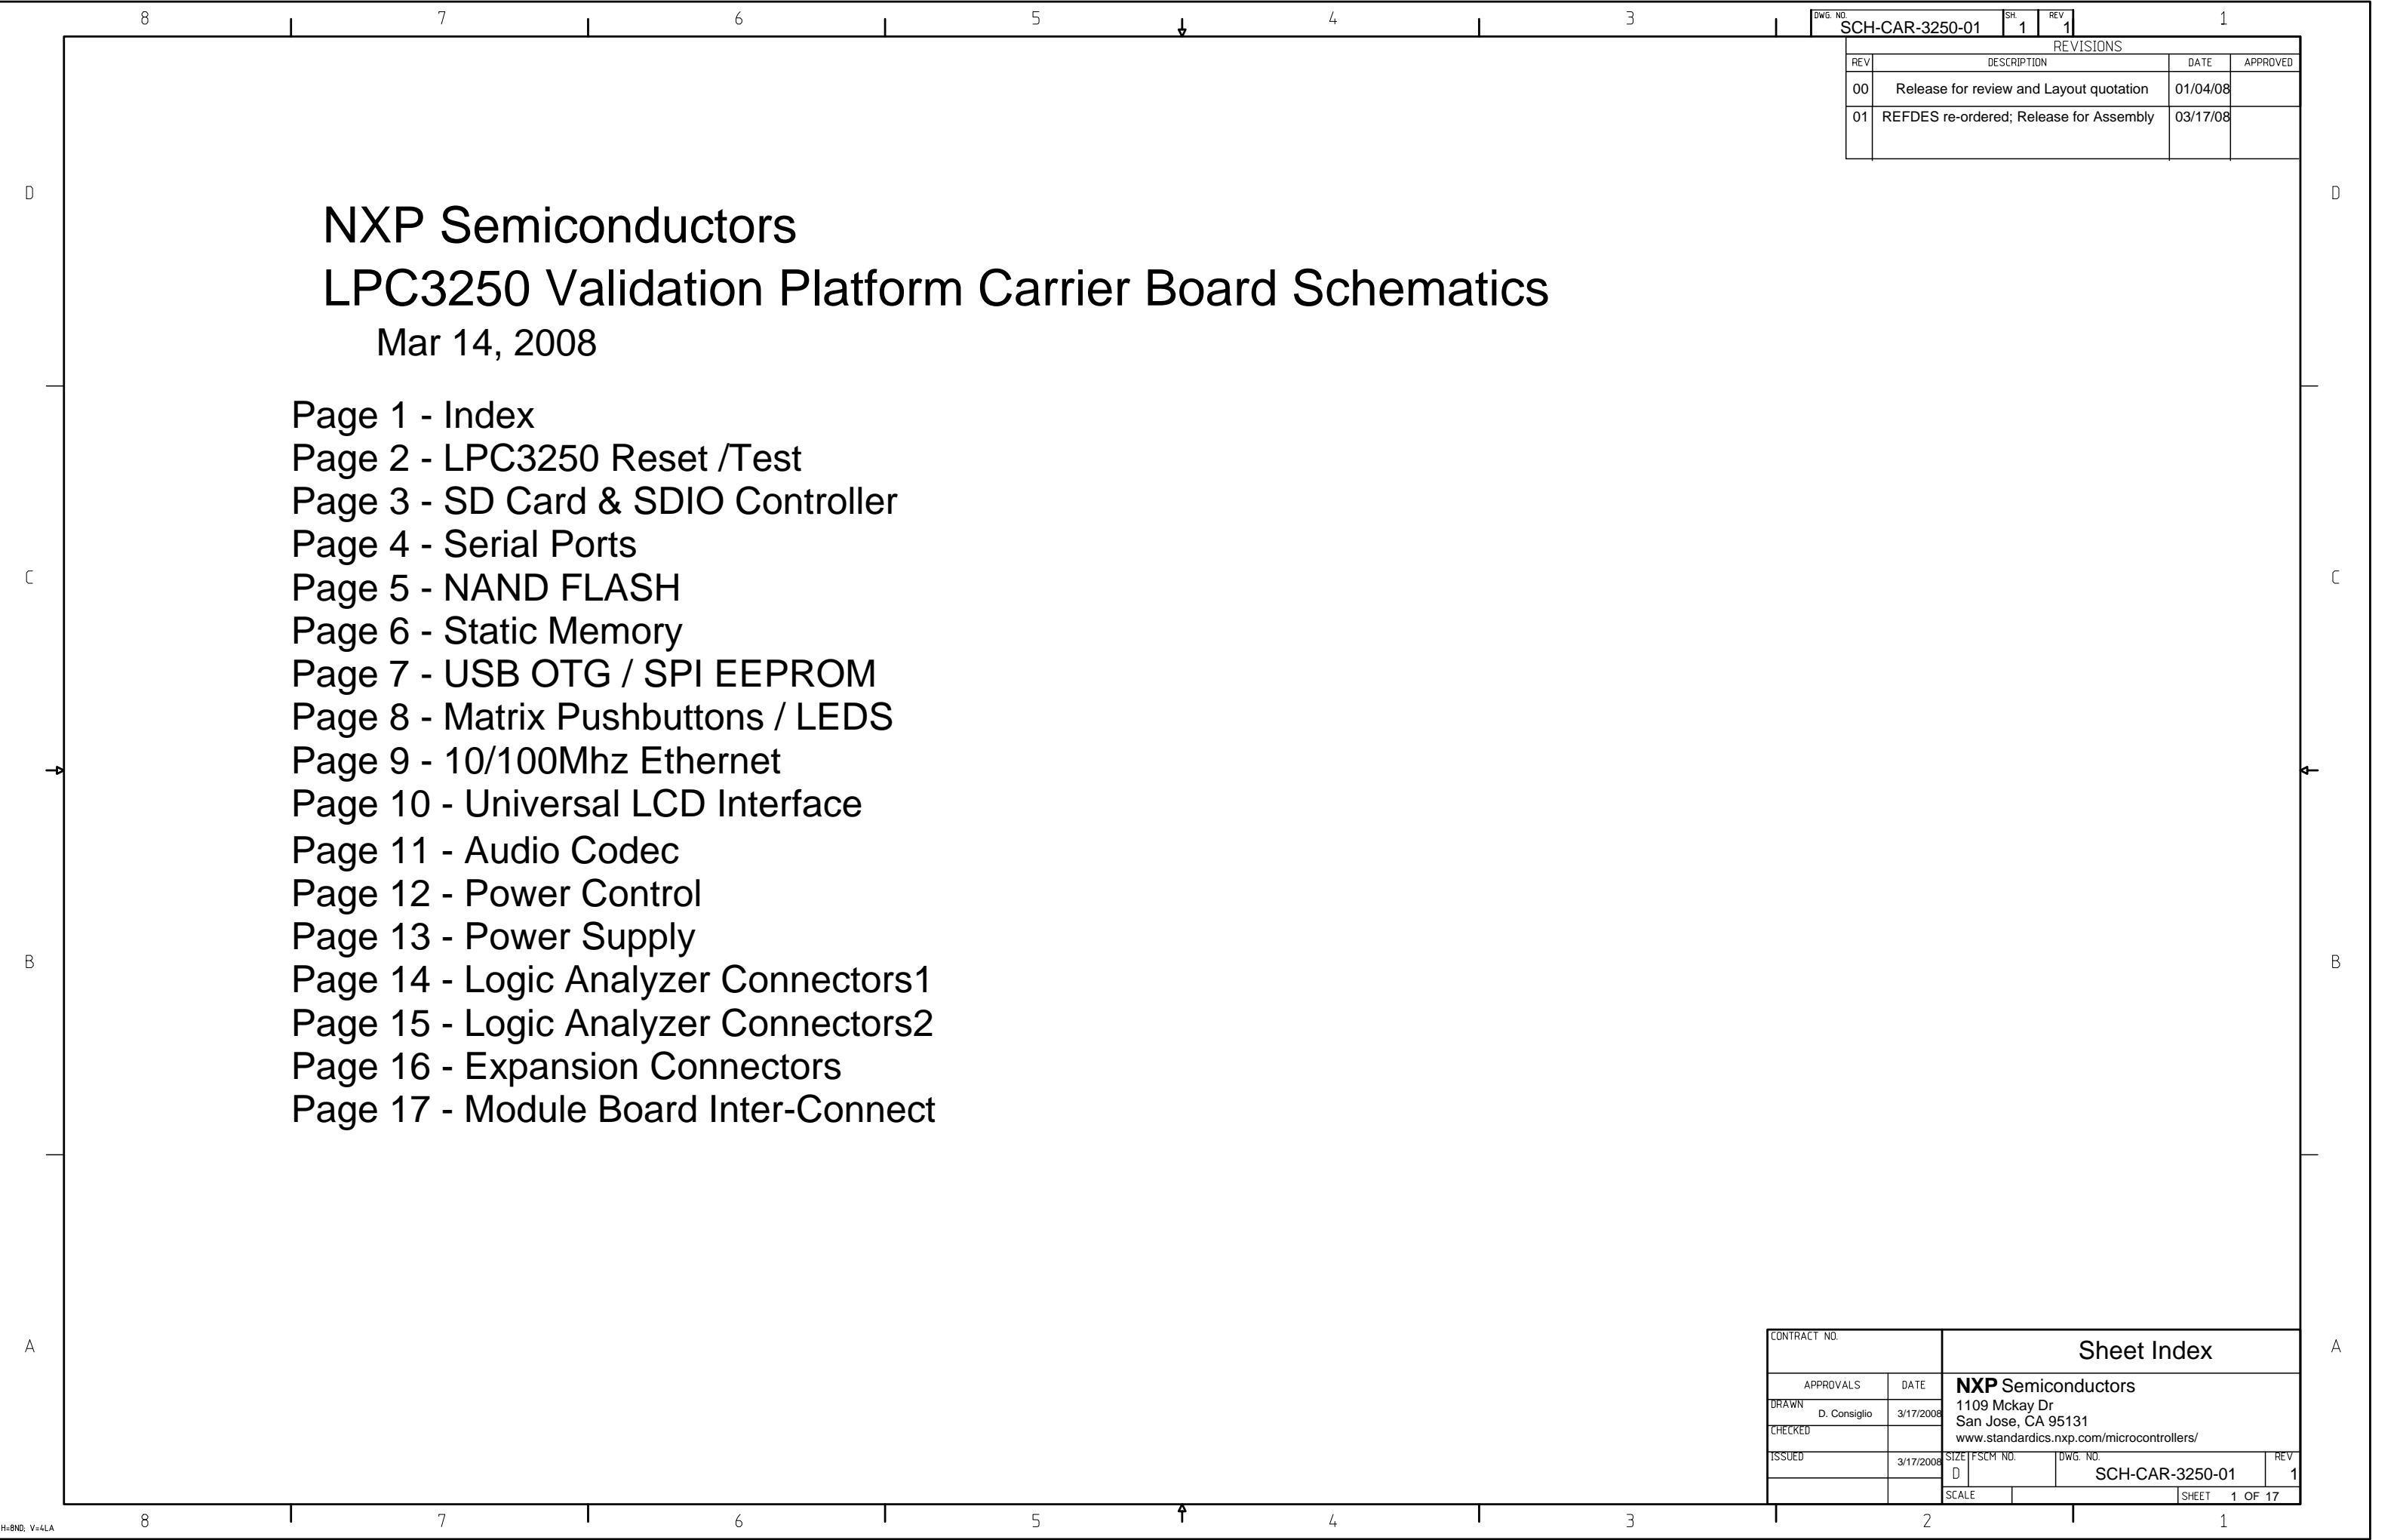 8 7 6 5 4 3 1
DWG. NO. SH. REV
SCH-CAR-3250-01 1 1
REVISIONS
REV DESCRIPTION DATE APPROVED
00 Release for review and Layout quotation 01/04/08
01 REFDES re-ordered; Release for Assembly 03/17/08
D D
NXP Semiconductors
LPC3250 Validation Platform Carrier Board Schematics
Mar 14, 2008
Page 1 - Index
Page 2 - LPC3250 Reset /Test
Page 3 - SD Card & SDIO Controller
Page 4 - Serial Ports
C C
Page 5 - NAND FLASH
Page 6 - Static Memory
Page 7 - USB OTG / SPI EEPROM
Page 8 - Matrix Pushbuttons / LEDS
Page 9 - 10/100Mhz Ethernet
Page 10 - Universal LCD Interface
Page 11 - Audio Codec
Page 12 - Power Control
Page 13 - Power Supply
B B
Page 14 - Logic Analyzer Connectors1
Page 15 - Logic Analyzer Connectors2
Page 16 - Expansion Connectors
Page 17 - Module Board Inter-Connect
A A
CONTRACT NO.
Sheet Index
APPROVALS DATE
DRAWN D. Consiglio 3/17/2008
CHECKED
ISSUED 3/17/2008
NXP Semiconductors
1109 Mckay Dr
San Jose, CA 95131
www.standardics.nxp.com/microcontrollers/
SIZE FSCM NO. DWG. NO. REV
D SCH-CAR-3250-01 1
SCALE SHEET 1 OF 17
8 7 6 5 4 3 2 1
H=8ND; V=4LA